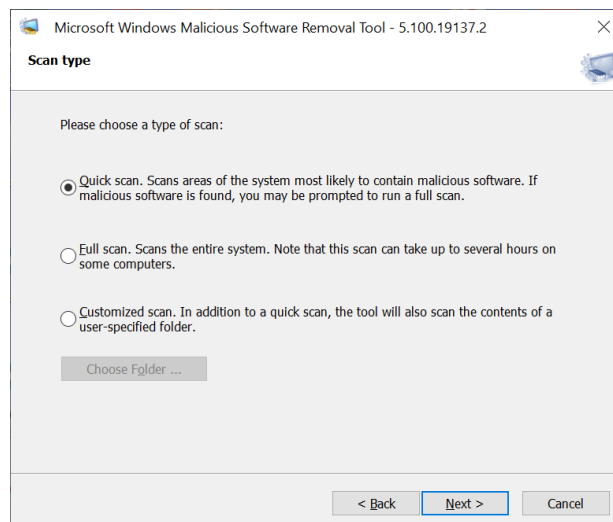 Microsoft Windows Malicious Software Removal Tool - 5.100.19137.2
Scan type
Please choose a type of scan:
Quick scan. Scans areas of the system most likely to contain malicious software. If
malicious software is found, you may be prompted to run a full scan.
Full scan. Scans the entire system. Note that this scan can take up to several hours on
some computers.
Customized scan. In addition to a quick scan, the tool will also scan the contents of a
user-specified folder.
Choose Folder ...
< Back Next > Cancel